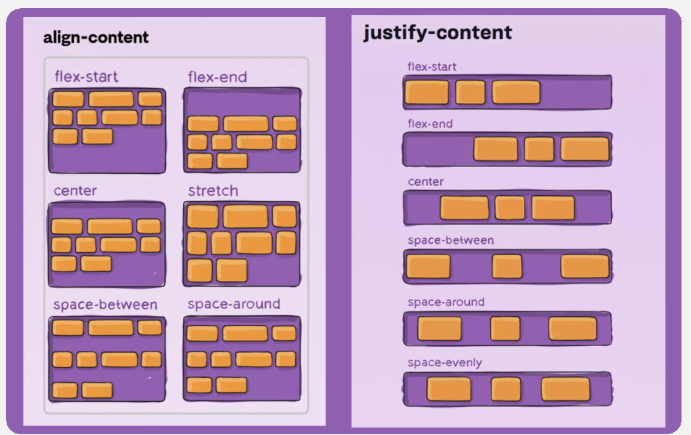 align-content
flex-start
flex-end
center
stretch
space-between
space-around
justify-content
flex-start
flex-end
center
space-between
space-around
space-evenly